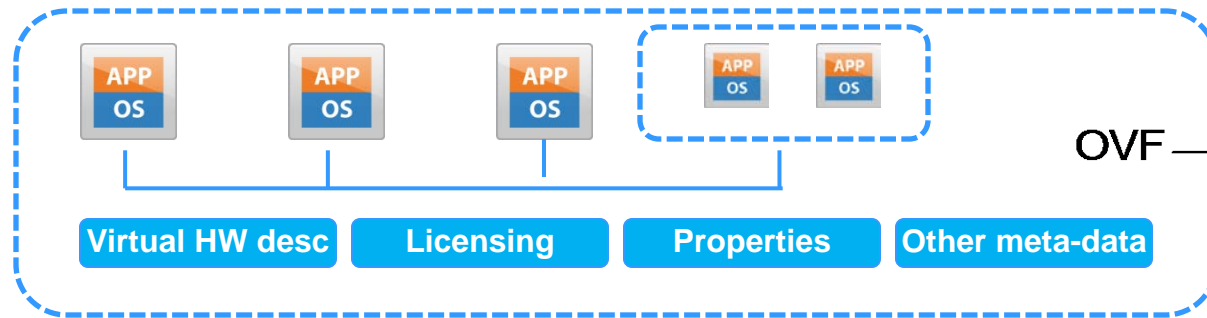 APP
OS
APP
OS
APP
OS
APP
OS
APP
OS
OVF
Virtual HW desc
Licensing
Properties
Other meta-data